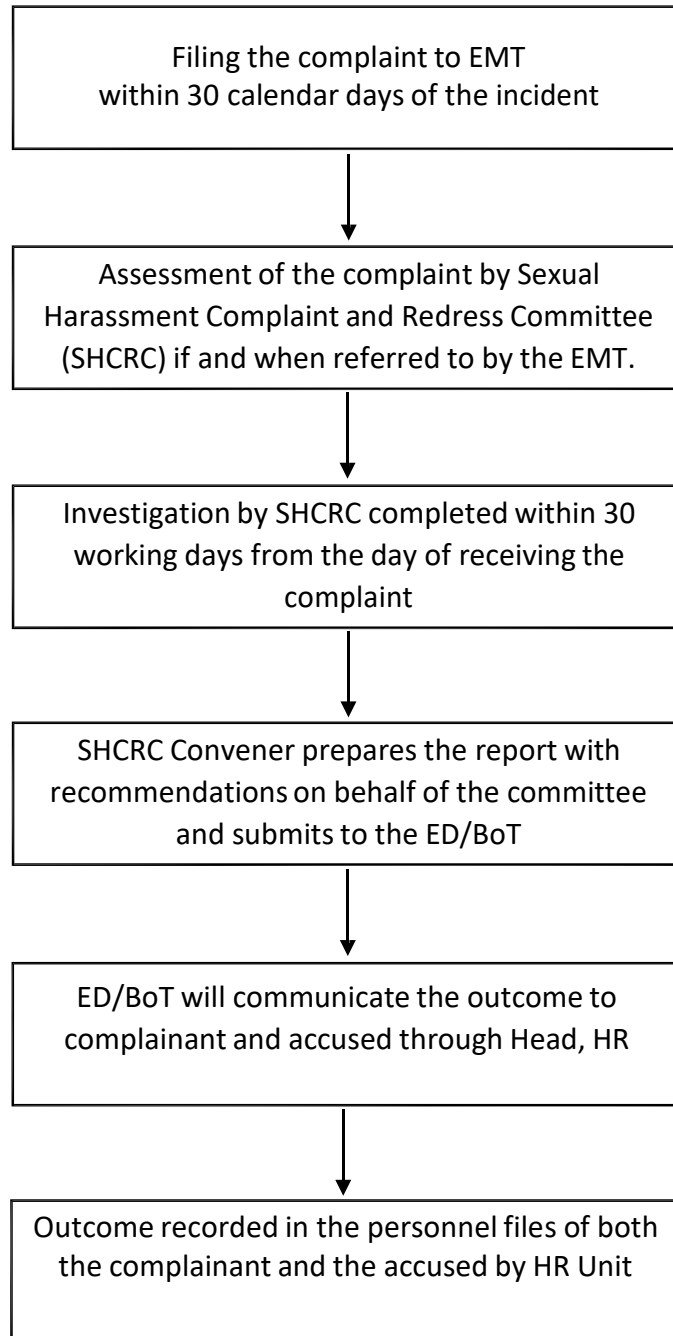 Filing the complaint to EMT
within 30 calendar days of the incident
Assessment of the complaint by Sexual
Harassment Complaint and Redress Committee
(SHCRC) if and when referred to by the EMT.
Investigation by SHCRC completed within 30
working days from the day of receiving the
complaint
SHCRC Convener prepares the report with
recommendations on behalf of the committee
and submits to the ED/BoT
ED/BoT will communicate the outcome to
complainant and accused through Head, HR
Outcome recorded in the personnel files of both
the complainant and the accused by HR Unit